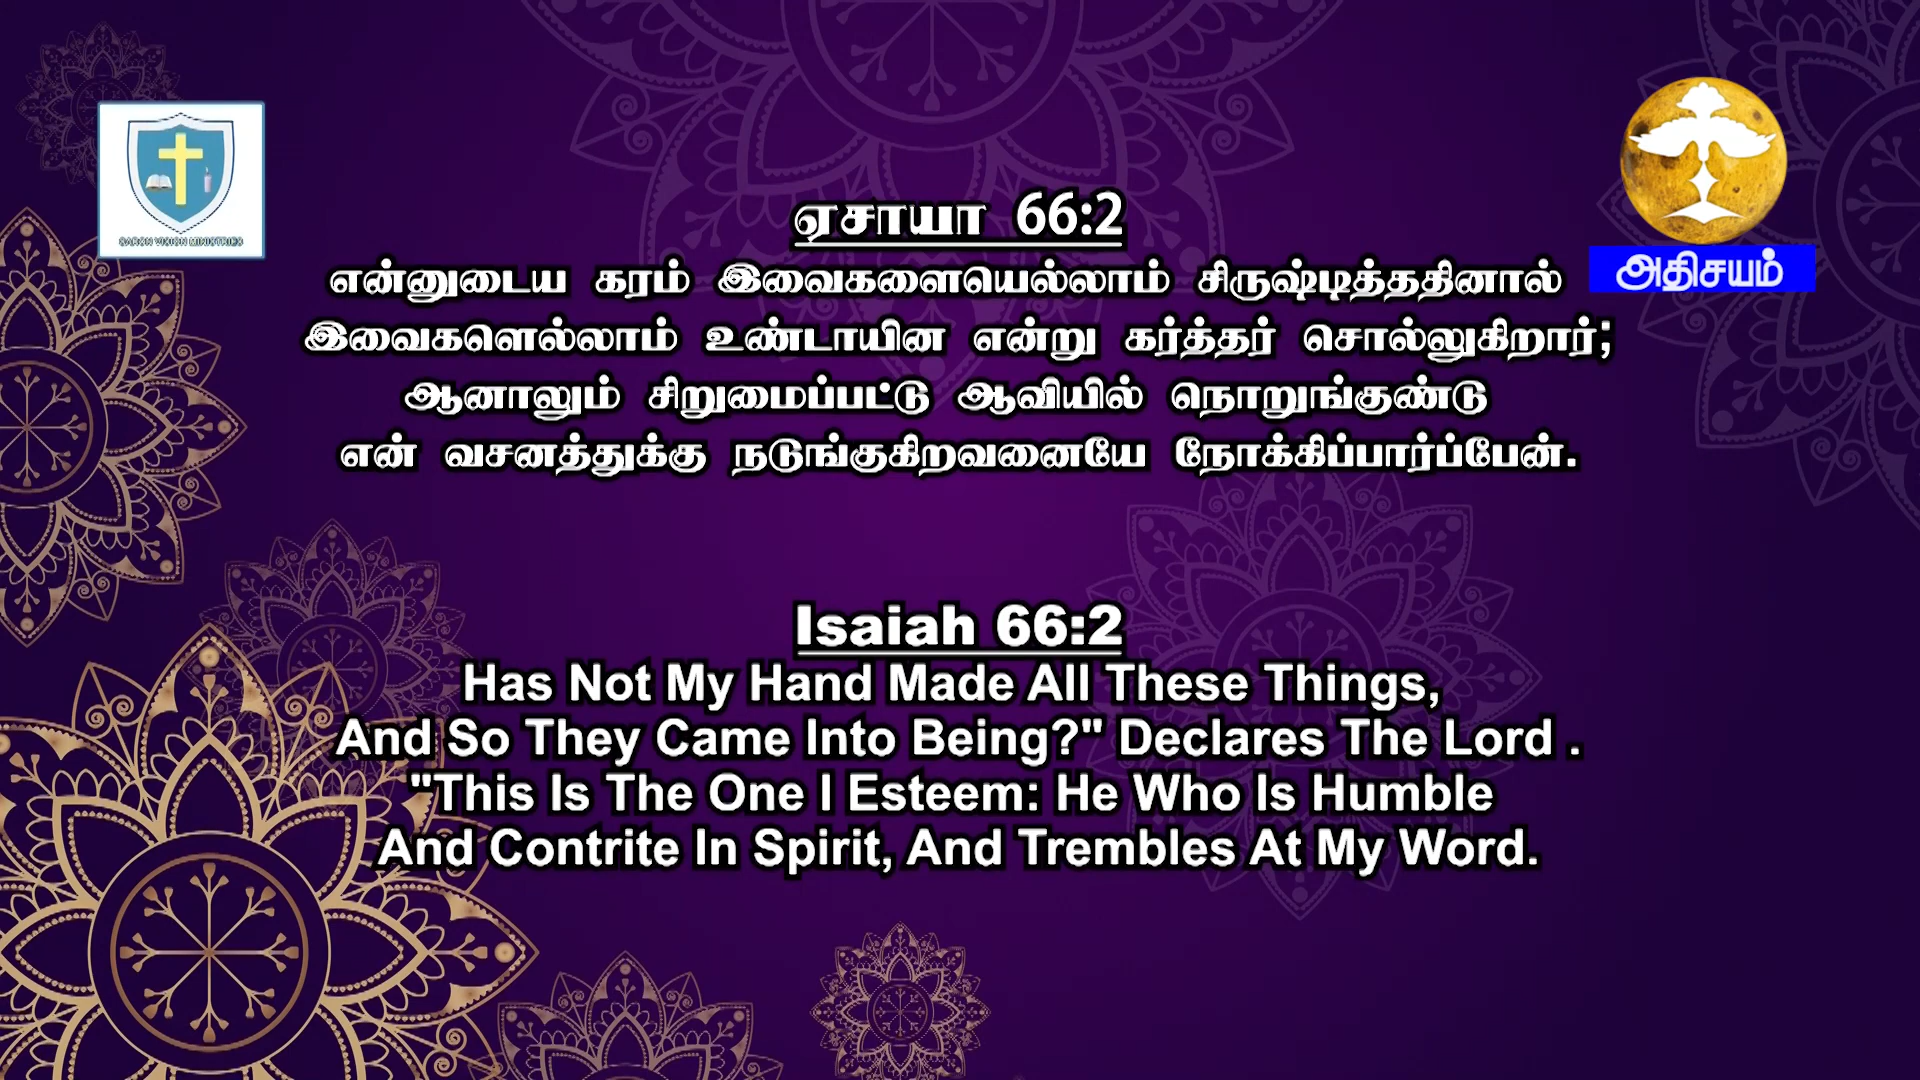 ஏசாயா 66:2
என்னுடைய கரம் இவைகளையெல்லாம் சிருஷ்டித்ததினால்
இவைகளெல்லாம் உண்டாயின என்று கர்த்தர் சொல்லுகிறார்;
ஆனாலும் சிறுமைப்பட்டு ஆவியில் நொறுங்குண்டு
என் வசனத்துக்கு நடுங்குகிறவனையே நோக்கிப்பார்ப்பேன்.
அதிசயம்
Isaiah 66:2
Has Not My Hand Made All These Things,
And So They Came Into Being?" Declares The Lord .
"This Is The One I Esteem: He Who Is Humble
And Contrite In Spirit, And Trembles At My Word.